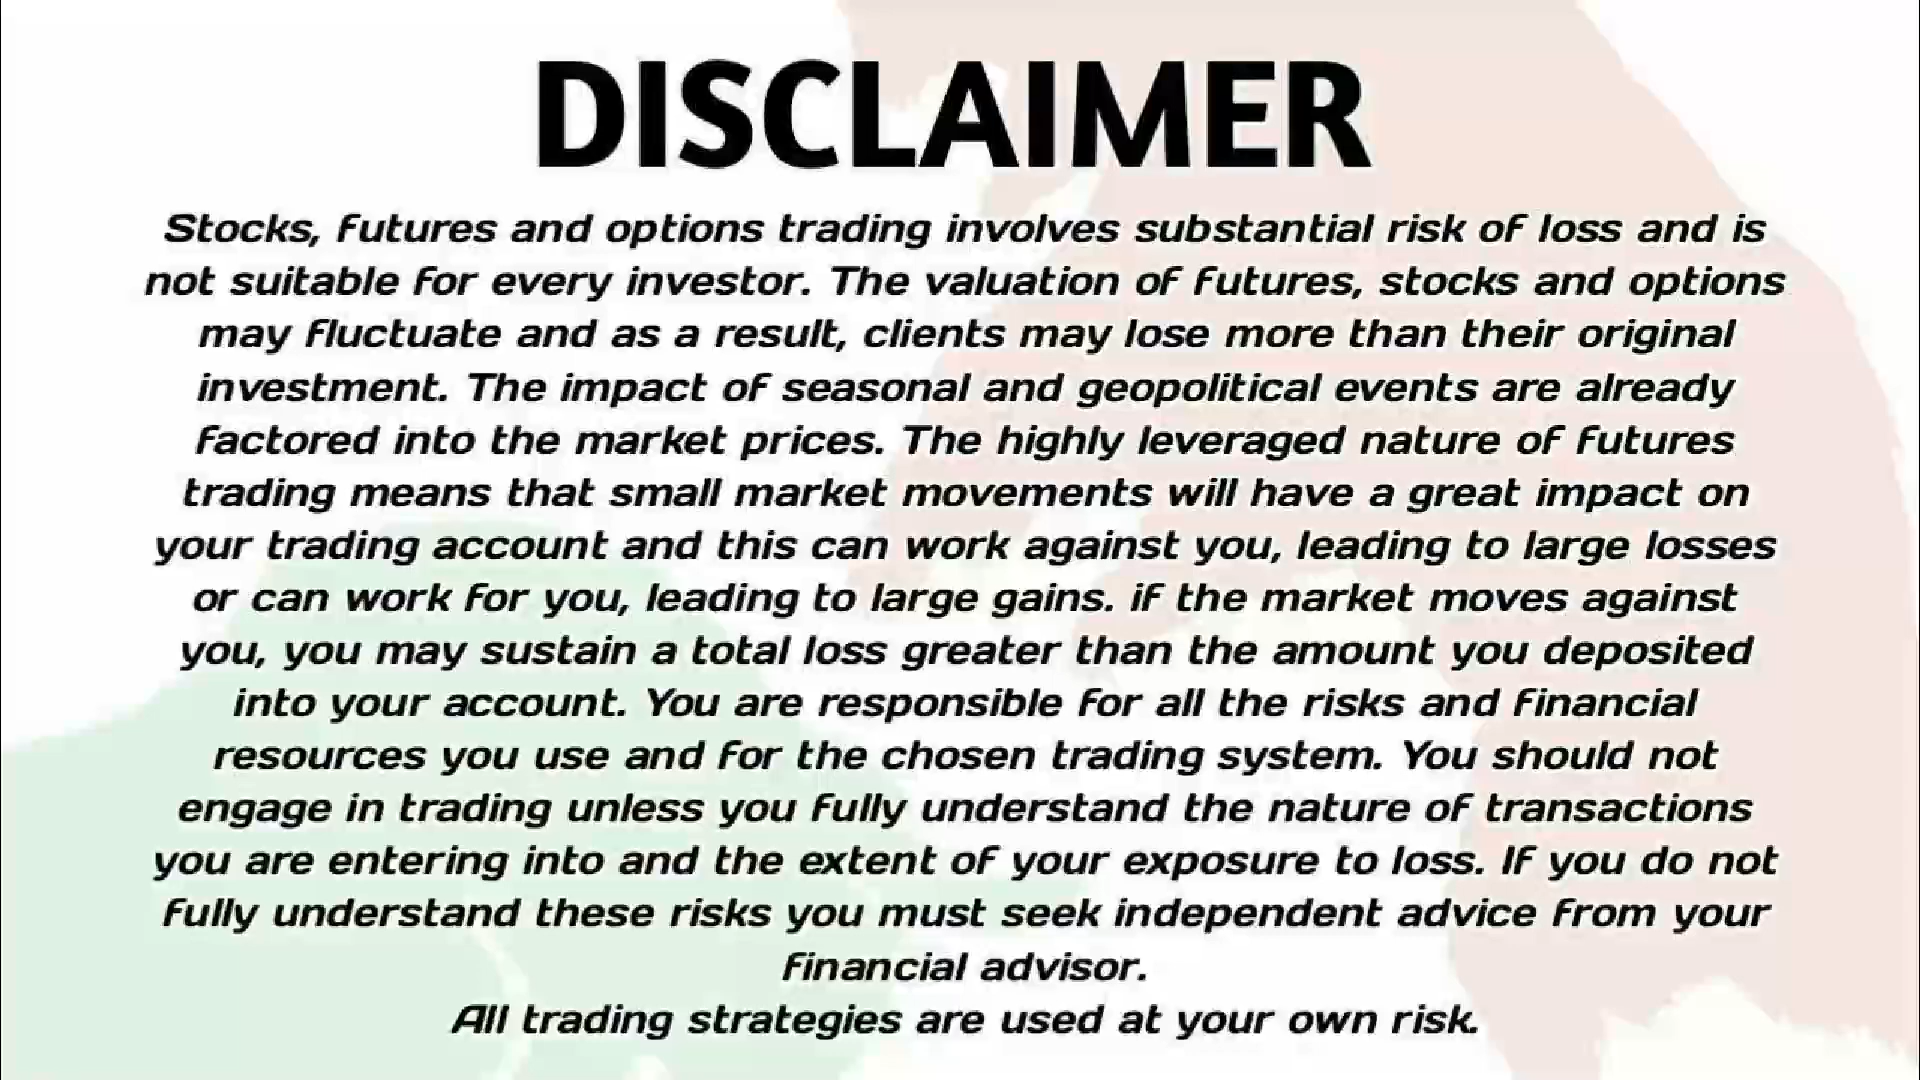 DISCLAIMER
Stocks, futures and options trading involves substantial risk of loss and is
not suitable for every investor. The valuation of futures, stocks and options
may fluctuate and as a result, clients may lose more than their original
investment. The impact of seasonal and geopolitical events are already
factored into the market prices. The highly leveraged nature of futures
trading means that small market movements will have a great impact on
your trading account and this can work against you, leading to large losses
or can work for you, leading to large gains. if the market moves against
you, you may sustain a total loss greater than the amount you deposited
into your account. You are responsible for all the risks and financial
resources you use and for the chosen trading system. You should not
engage in trading unless you fully understand the nature of transactions
you are entering into and the extent of your exposure to loss. If you do not
fully understand these risks you must seek independent advice from your
financial advisor.
All trading strategies are used at your own risk.